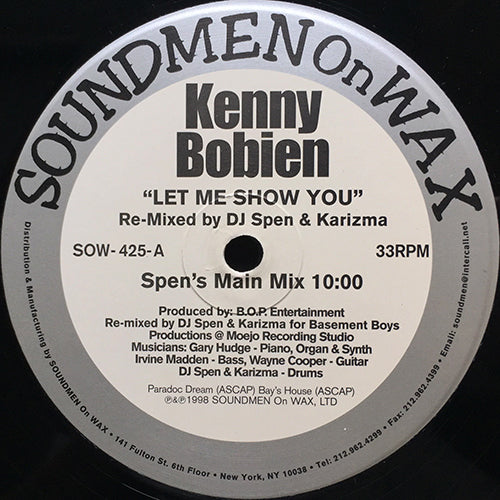 SOUNDMEN On WAX
Kenny
Bobien
“LET ME SHOW YOU”
Re-Mixed by DJ Spen & Karizma
SOW- 425-A
33RPM
Spen's Main Mix 10:00
Produced by: B.O.P. Entertainment
Re-mixed by DJ Spen & Karizma for Basement Boys
Productions @ Moejo Recording Studio
Musicians: Gary Hudge - Piano, Organ & Synth
Irvine Madden - Bass, Wayne Cooper - Guitar
DJ Spen & Karizma - Drums
Paradoc Dream (ASCAP) Bay's House (ASCAP)
℗&℗1998 SOUNDMEN On WAX, LTD
Distribution & Manufacturing by SOUNDMEN On WAX • 141 Fulton St. 6th Floor • New York, NY 10038 • Tel: 212.962.4299 • Fax: 212.962.4399 • Email: soundmen@intercall.net